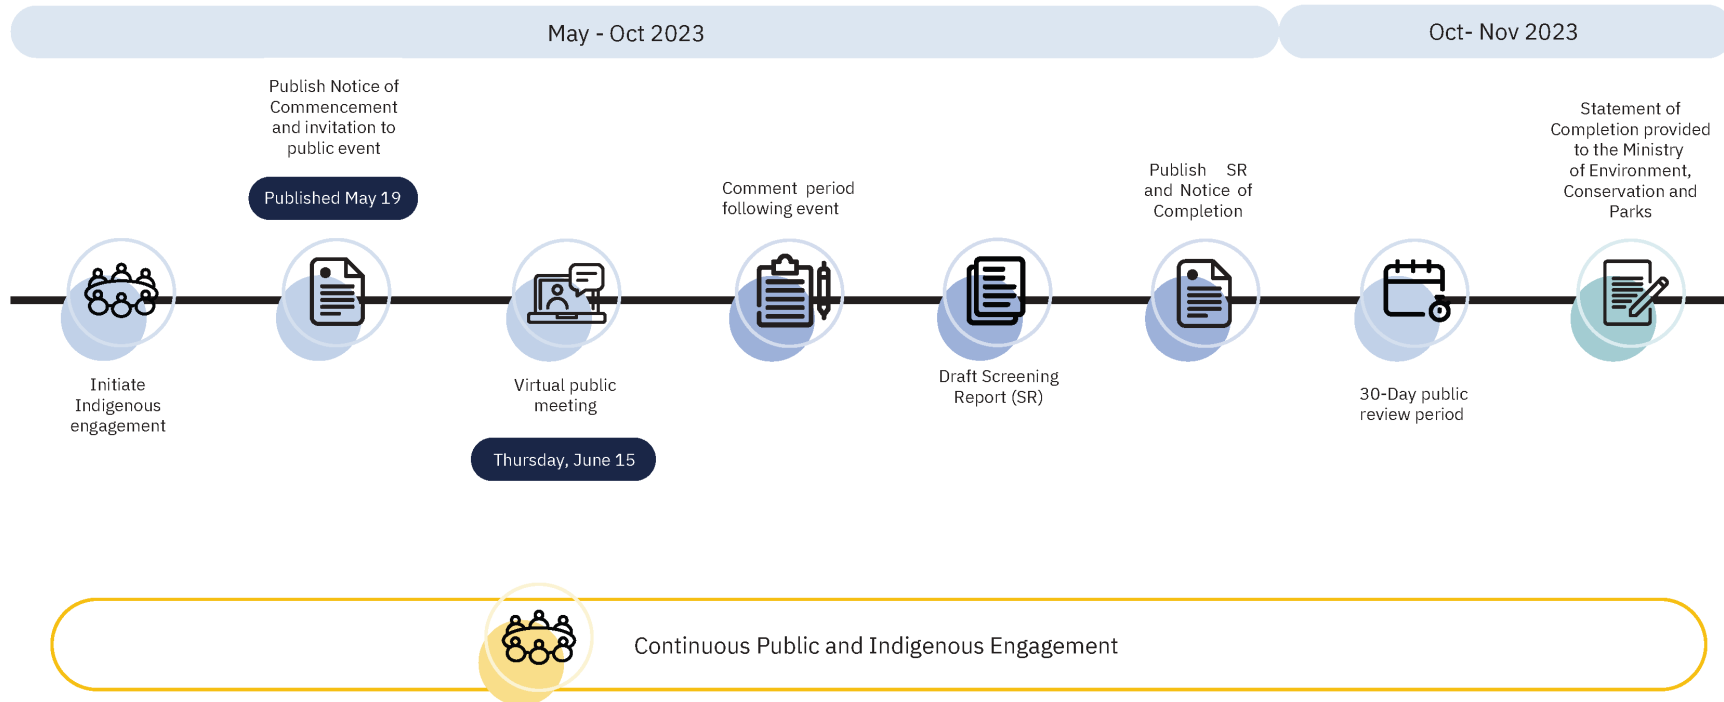 May - Oct 2023
Oct- Nov 2023
Initiate
Indigenous
engagement
Publish Notice of
Commencement
and invitation to
public event
Published May 19
Virtual public
meeting
Thursday, June 15
Comment period
following event
Draft Screening
Report (SR)
Publish SR
and Notice of
Completion
30-Day public
review period
Statement of
Completion provided
to the Ministry
of Environment,
Conservation and
Parks
Continuous Public and Indigenous Engagement